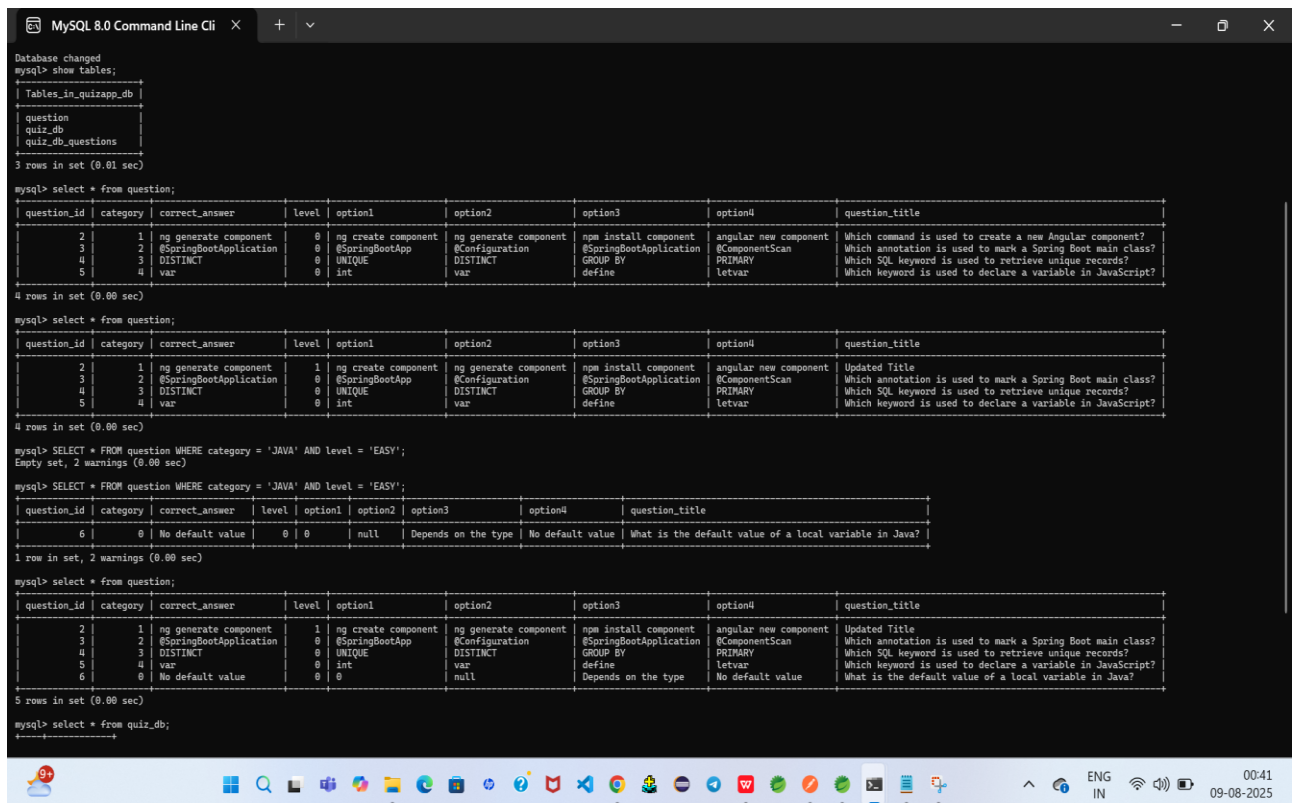 MySQL 8.0 Command Line Cli
Database changed
mysql> show tables;
+----------------------+
| Tables_in_quizapp_db |
+----------------------+
| question             |
| quiz_db              |
| quiz_db_questions    |
+----------------------+
3 rows in set (0.01 sec)
mysql> select * from question;
| question_id | category | correct_answer | level | option1 | option2 | option3 | option4 | question_title |
| 2 | 1 | ng generate component | 0 | ng create component | ng generate component | npm install component | angular new component | Which command is used to create a new Angular component? |
| 3 | 2 | @SpringBootApplication | 0 | @SpringBootApp | @Configuration | @SpringBootApplication | @ComponentScan | Which annotation is used to mark a Spring Boot main class? |
| 4 | 3 | DISTINCT | 0 | UNIQUE | DISTINCT | GROUP BY | PRIMARY | Which SQL keyword is used to retrieve unique records? |
| 5 | 4 | var | 0 | int | var | define | letvar | Which keyword is used to declare a variable in JavaScript? |
4 rows in set (0.00 sec)
mysql> select * from question;
| question_id | category | correct_answer | level | option1 | option2 | option3 | option4 | question_title |
| 2 | 1 | ng generate component | 1 | ng create component | ng generate component | npm install component | angular new component | Updated Title |
| 3 | 2 | @SpringBootApplication | 0 | @SpringBootApp | @Configuration | @SpringBootApplication | @ComponentScan | Which annotation is used to mark a Spring Boot main class? |
| 4 | 3 | DISTINCT | 0 | UNIQUE | DISTINCT | GROUP BY | PRIMARY | Which SQL keyword is used to retrieve unique records? |
| 5 | 4 | var | 0 | int | var | define | letvar | Which keyword is used to declare a variable in JavaScript? |
4 rows in set (0.00 sec)
mysql> SELECT * FROM question WHERE category = 'JAVA' AND level = 'EASY';
Empty set, 2 warnings (0.00 sec)
mysql> SELECT * FROM question WHERE category = 'JAVA' AND level = 'EASY';
| question_id | category | correct_answer | level | option1 | option2 | option3 | option4 | question_title |
| 6 | 0 | No default value | 0 | 0 | null | Depends on the type | No default value | What is the default value of a local variable in Java? |
1 row in set, 2 warnings (0.00 sec)
mysql> select * from question;
| question_id | category | correct_answer | level | option1 | option2 | option3 | option4 | question_title |
| 2 | 1 | ng generate component | 1 | ng create component | ng generate component | npm install component | angular new component | Updated Title |
| 3 | 2 | @SpringBootApplication | 0 | @SpringBootApp | @Configuration | @SpringBootApplication | @ComponentScan | Which annotation is used to mark a Spring Boot main class? |
| 4 | 3 | DISTINCT | 0 | UNIQUE | DISTINCT | GROUP BY | PRIMARY | Which SQL keyword is used to retrieve unique records? |
| 5 | 4 | var | 0 | int | var | define | letvar | Which keyword is used to declare a variable in JavaScript? |
| 6 | 0 | No default value | 0 | 0 | null | Depends on the type | No default value | What is the default value of a local variable in Java? |
5 rows in set (0.00 sec)
mysql> select * from quiz_db;
+----+------------+
9+
ENG
IN
00:41
09-08-2025